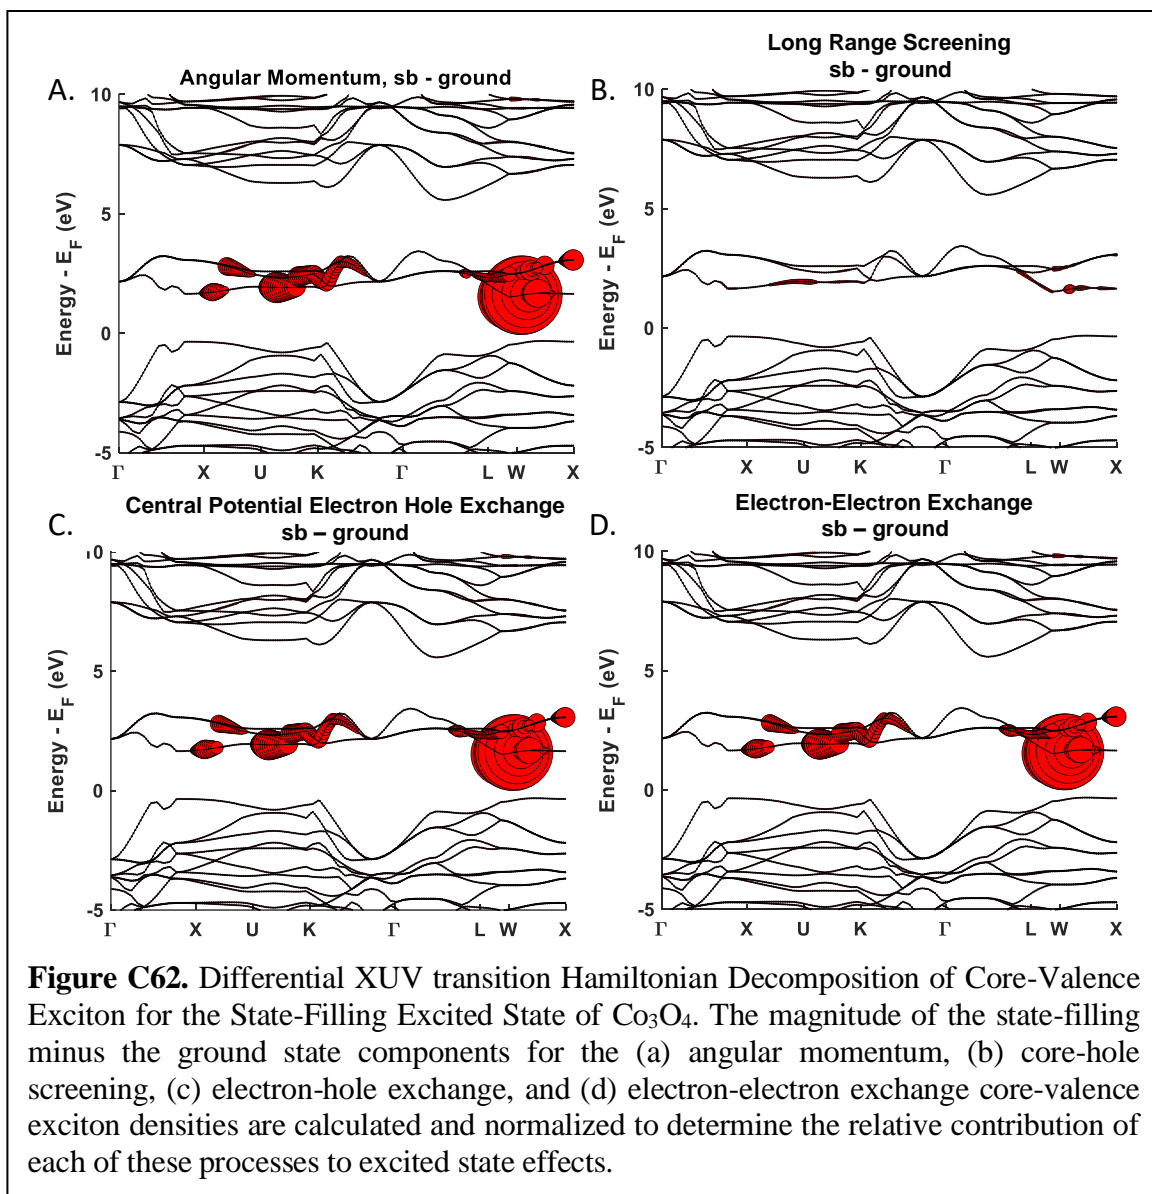 A.
Angular Momentum, sb - ground
10
5
0
-5
Energy - E_F (eV)
Γ X U K Γ L W X
B.
Long Range Screening
sb - ground
10
5
0
-5
Energy - E_F (eV)
Γ X U K Γ L W X
C.
Central Potential Electron Hole Exchange
sb – ground
10
5
0
-5
Energy - E_F (eV)
Γ X U K Γ L W X
D.
Electron-Electron Exchange
sb – ground
10
5
0
-5
Energy - E_F (eV)
Γ X U K Γ L W X
Figure C62. Differential XUV transition Hamiltonian Decomposition of Core-Valence
Exciton for the State-Filling Excited State of Co₃O₄. The magnitude of the state-filling
minus the ground state components for the (a) angular momentum, (b) core-hole
screening, (c) electron-hole exchange, and (d) electron-electron exchange core-valence
exciton densities are calculated and normalized to determine the relative contribution of
each of these processes to excited state effects.